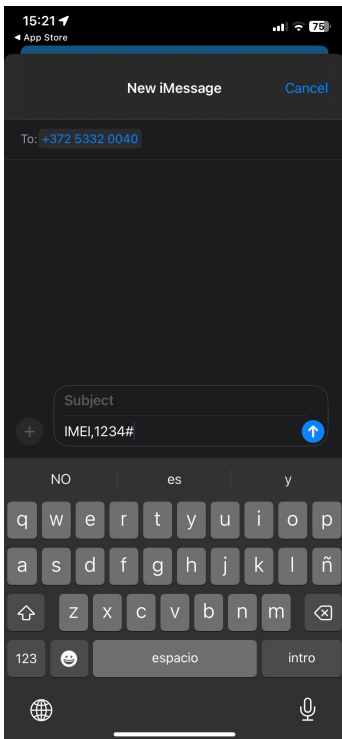 15:21
75
◀ App Store
New iMessage
Cancel
To: +372 5332 0040
Subject
IMEI,1234#
NO es y
q w e r t y u i o p
a s d f g h j k l ñ
z x c v b n m
123 espacio intro